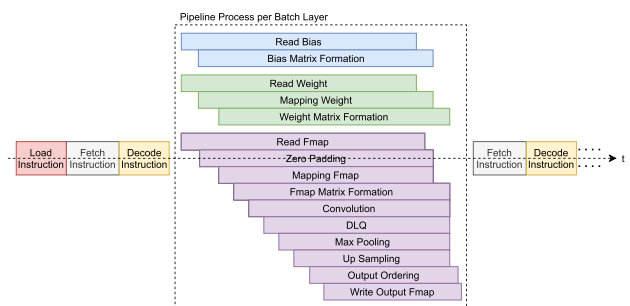 Pipeline Process per Batch Layer
Read Bias
Bias Matrix Formation
Read Weight
Mapping Weight
Weight Matrix Formation
Load
Instruction
Fetch
Instruction
Decode
Instruction
Read Fmap
Zero Padding
Mapping Fmap
Fmap Matrix Formation
Convolution
DLQ
Max Pooling
Up Sampling
Output Ordering
Write Output Fmap
Fetch
Instruction
Decode
Instruction
t